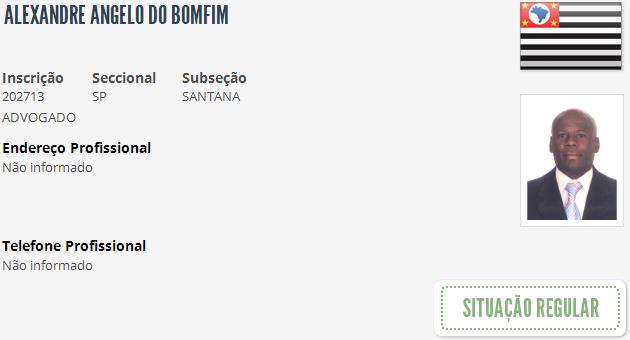 ALEXANDRE ANGELO DO BOMFIM
Inscrição Seccional Subseção
202713 SP SANTANA
ADVOGADO
Endereço Profissional
Não informado
Telefone Profissional
Não informado
SITUAÇÃO REGULAR